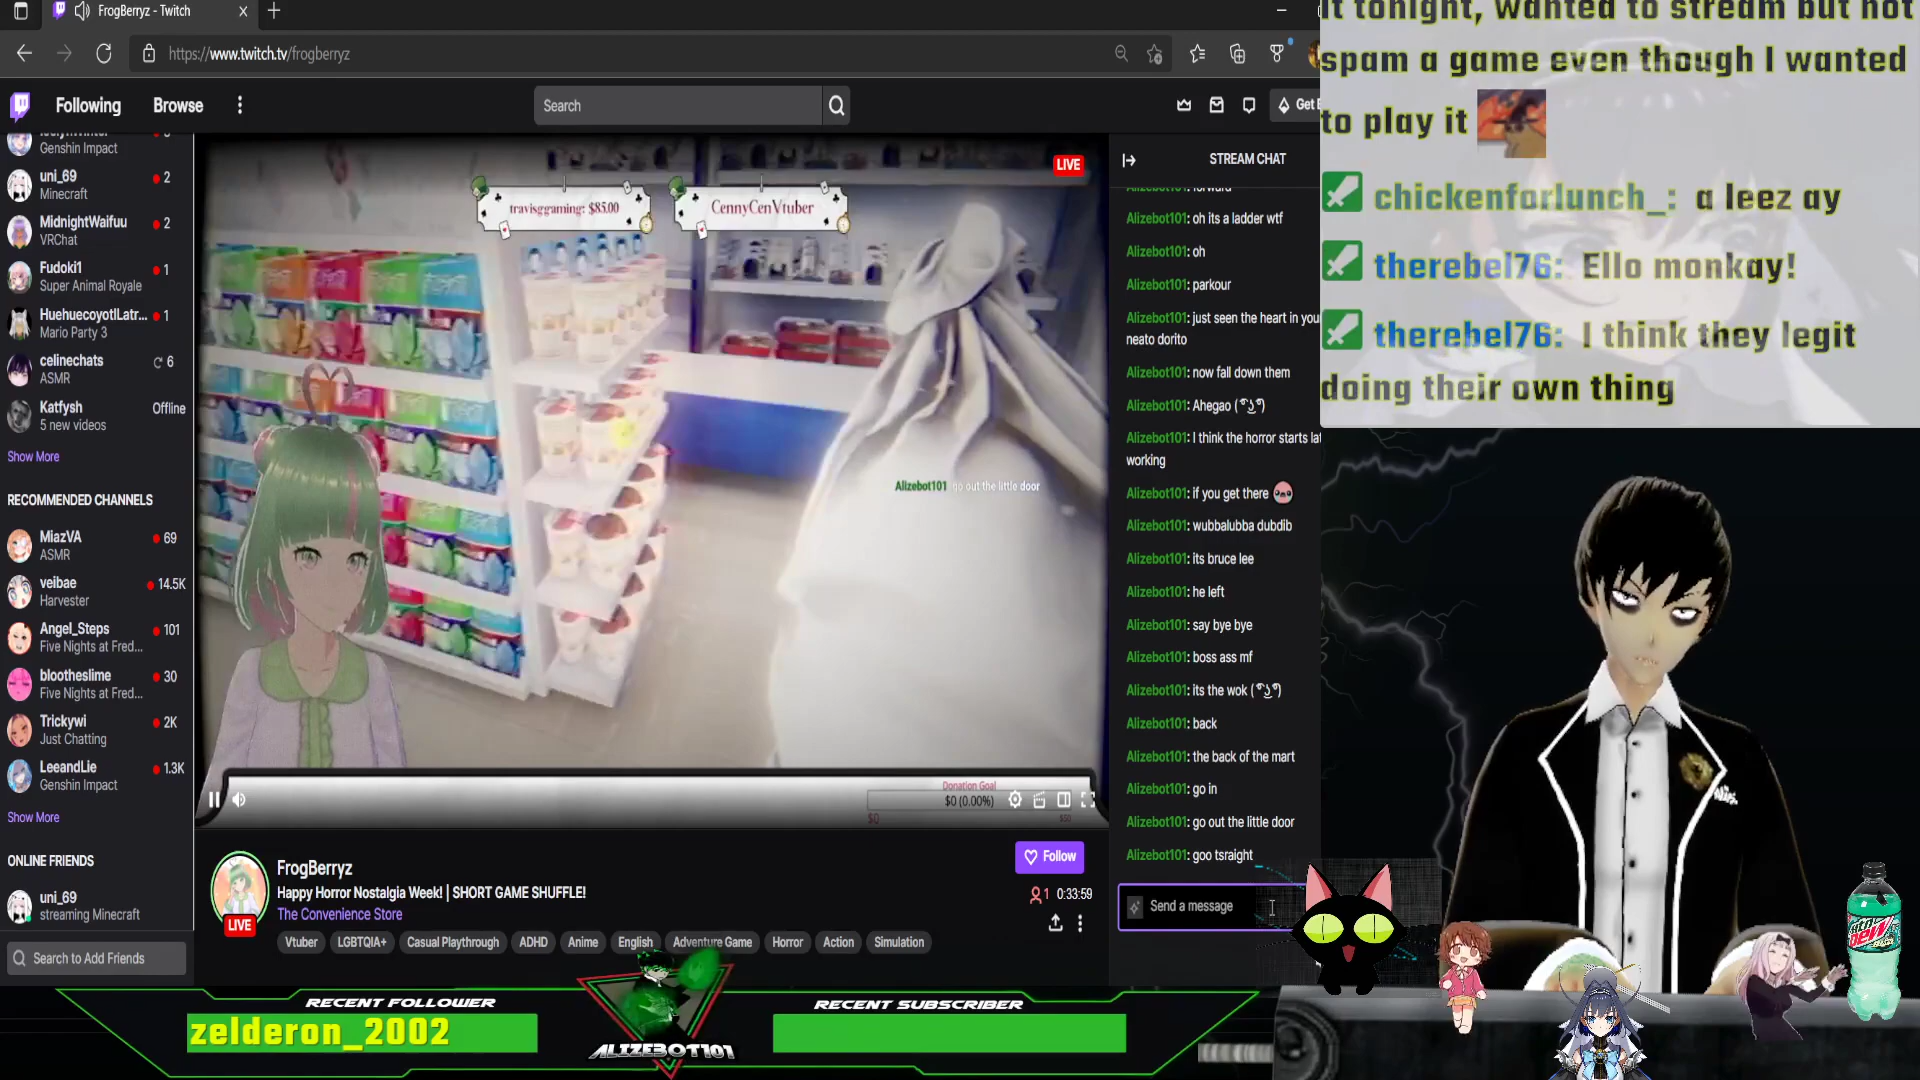 FrogBerryz - Twitch
https://www.twitch.tv/frogberryz
Following
Browse
Search
Genshin Impact
uni_69
2
Minecraft
MidnightWaifuu
2
VRChat
Fudoki1
1
Super Animal Royale
HuehuecoyotlLatr...
1
Mario Party 3
celinechats
6
ASMR
Katfysh
Offline
5 new videos
Show More
RECOMMENDED CHANNELS
MiazVA
69
ASMR
veibae
14.5K
Harvester
Angel_Steps
101
Five Nights at Fred...
blootheslime
30
Five Nights at Fred...
Trickywi
2K
Just Chatting
LeeandLie
1.3K
Genshin Impact
Show More
ONLINE FRIENDS
uni_69
streaming Minecraft
Search to Add Friends
LIVE
travisggaming: $85.00
CennyCenVtuber
Alizebot101 go out the little door
Donation Goal
$0 (0.00%)
$0
$50
FrogBerryz
Happy Horror Nostalgia Week! | SHORT GAME SHUFFLE!
The Convenience Store
LIVE
Follow
1
0:33:59
Vtuber
LGBTQIA+
Casual Playthrough
ADHD
Anime
English
Adventure Game
Horror
Action
Simulation
STREAM CHAT
forward
Alizebot101: oh its a ladder wtf
Alizebot101: oh
Alizebot101: parkour
Alizebot101: just seen the heart in you
neato dorito
Alizebot101: now fall down them
Alizebot101: Ahegao ( ͡° ͜ʖ ͡°)
Alizebot101: I think the horror starts lat
working
Alizebot101: if you get there
Alizebot101: wubbalubba dubdib
Alizebot101: its bruce lee
Alizebot101: he left
Alizebot101: say bye bye
Alizebot101: boss ass mf
Alizebot101: its the wok ( ͡° ͜ʖ ͡°)
Alizebot101: back
Alizebot101: the back of the mart
Alizebot101: go in
Alizebot101: go out the little door
Alizebot101: goo tsraight
Send a message
it tonight, wanted to stream but not
spam a game even though I wanted
to play it
chickenforlunch_: a leez ay
therebel76: Ello monkay!
therebel76: I think they legit
doing their own thing
RECENT FOLLOWER
zelderon_2002
ALIZEBOT101
RECENT SUBSCRIBER